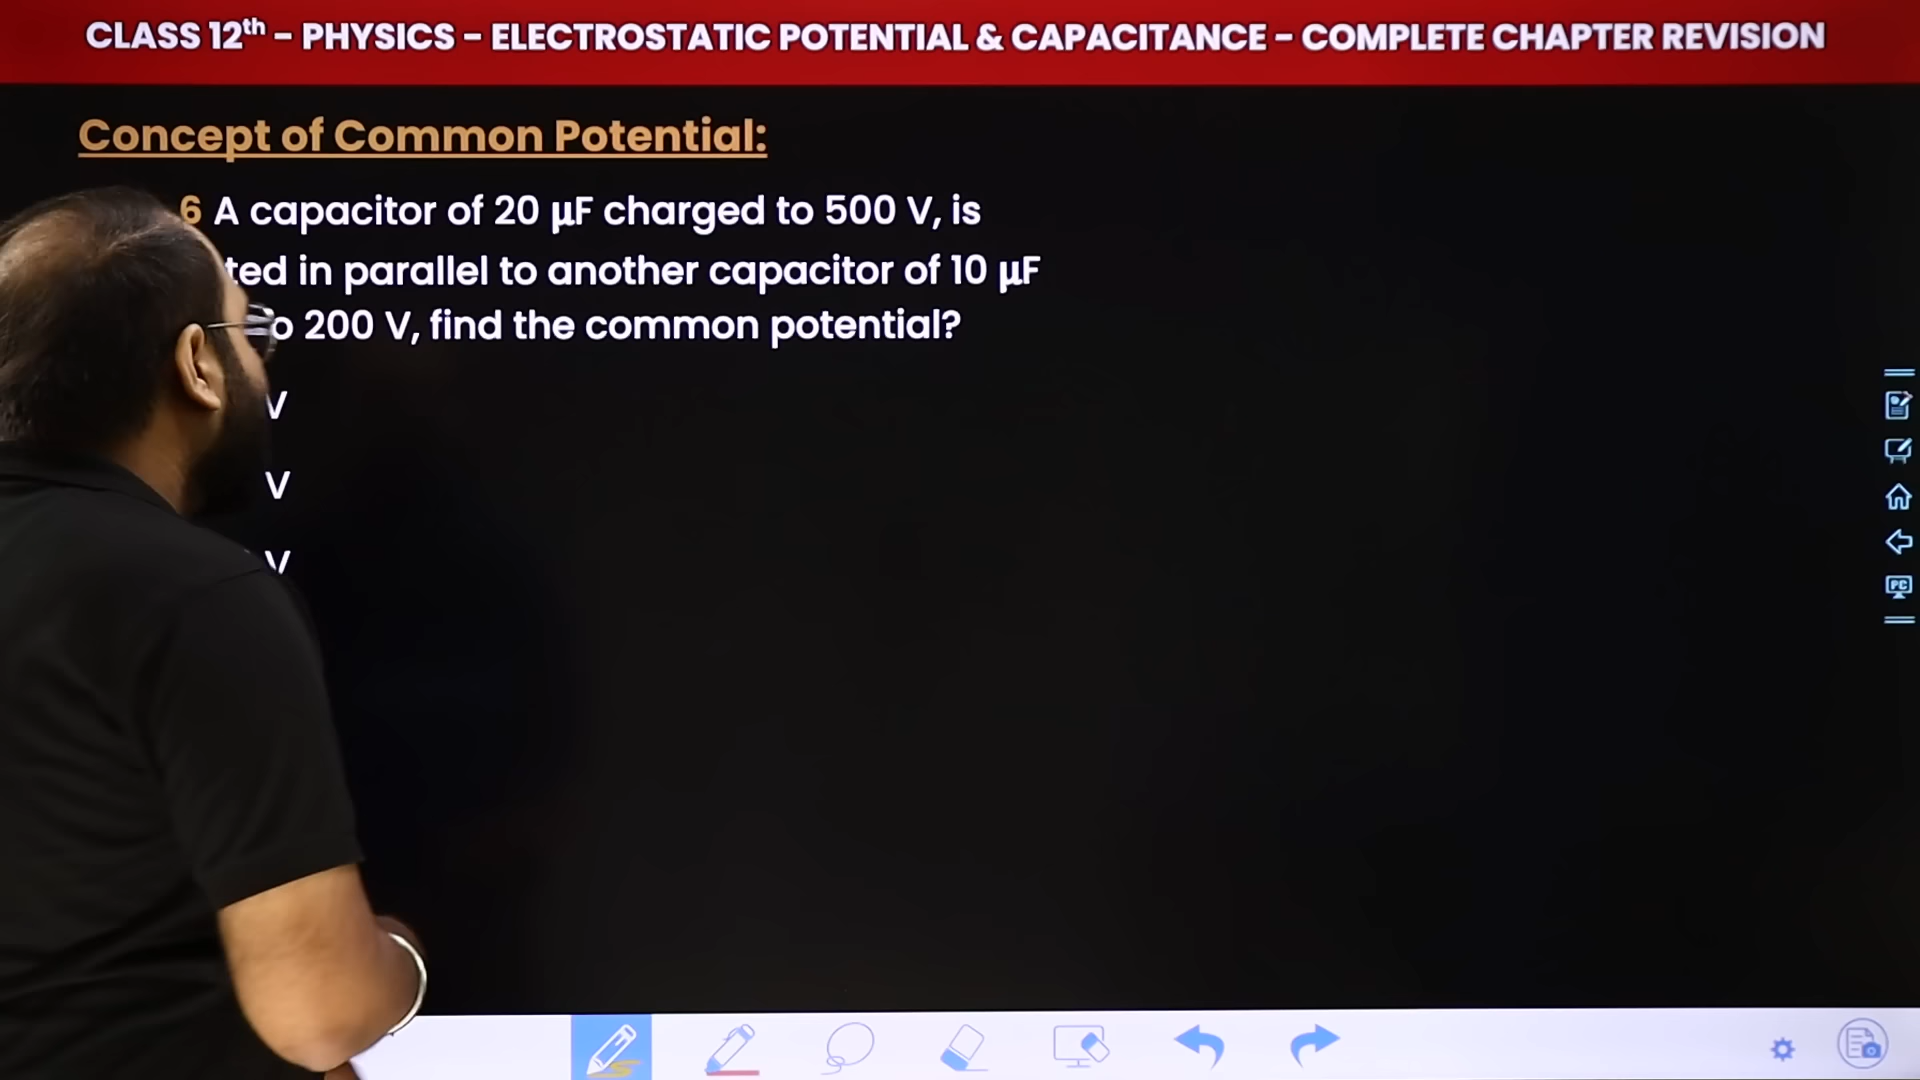 CLASS 12th - PHYSICS - ELECTROSTATIC POTENTIAL & CAPACITANCE - COMPLETE CHAPTER REVISION
Concept of Common Potential:
6 A capacitor of 20 μF charged to 500 V, is
in parallel to another capacitor of 10 μF
200 V, find the common potential?
V
V
V
PC